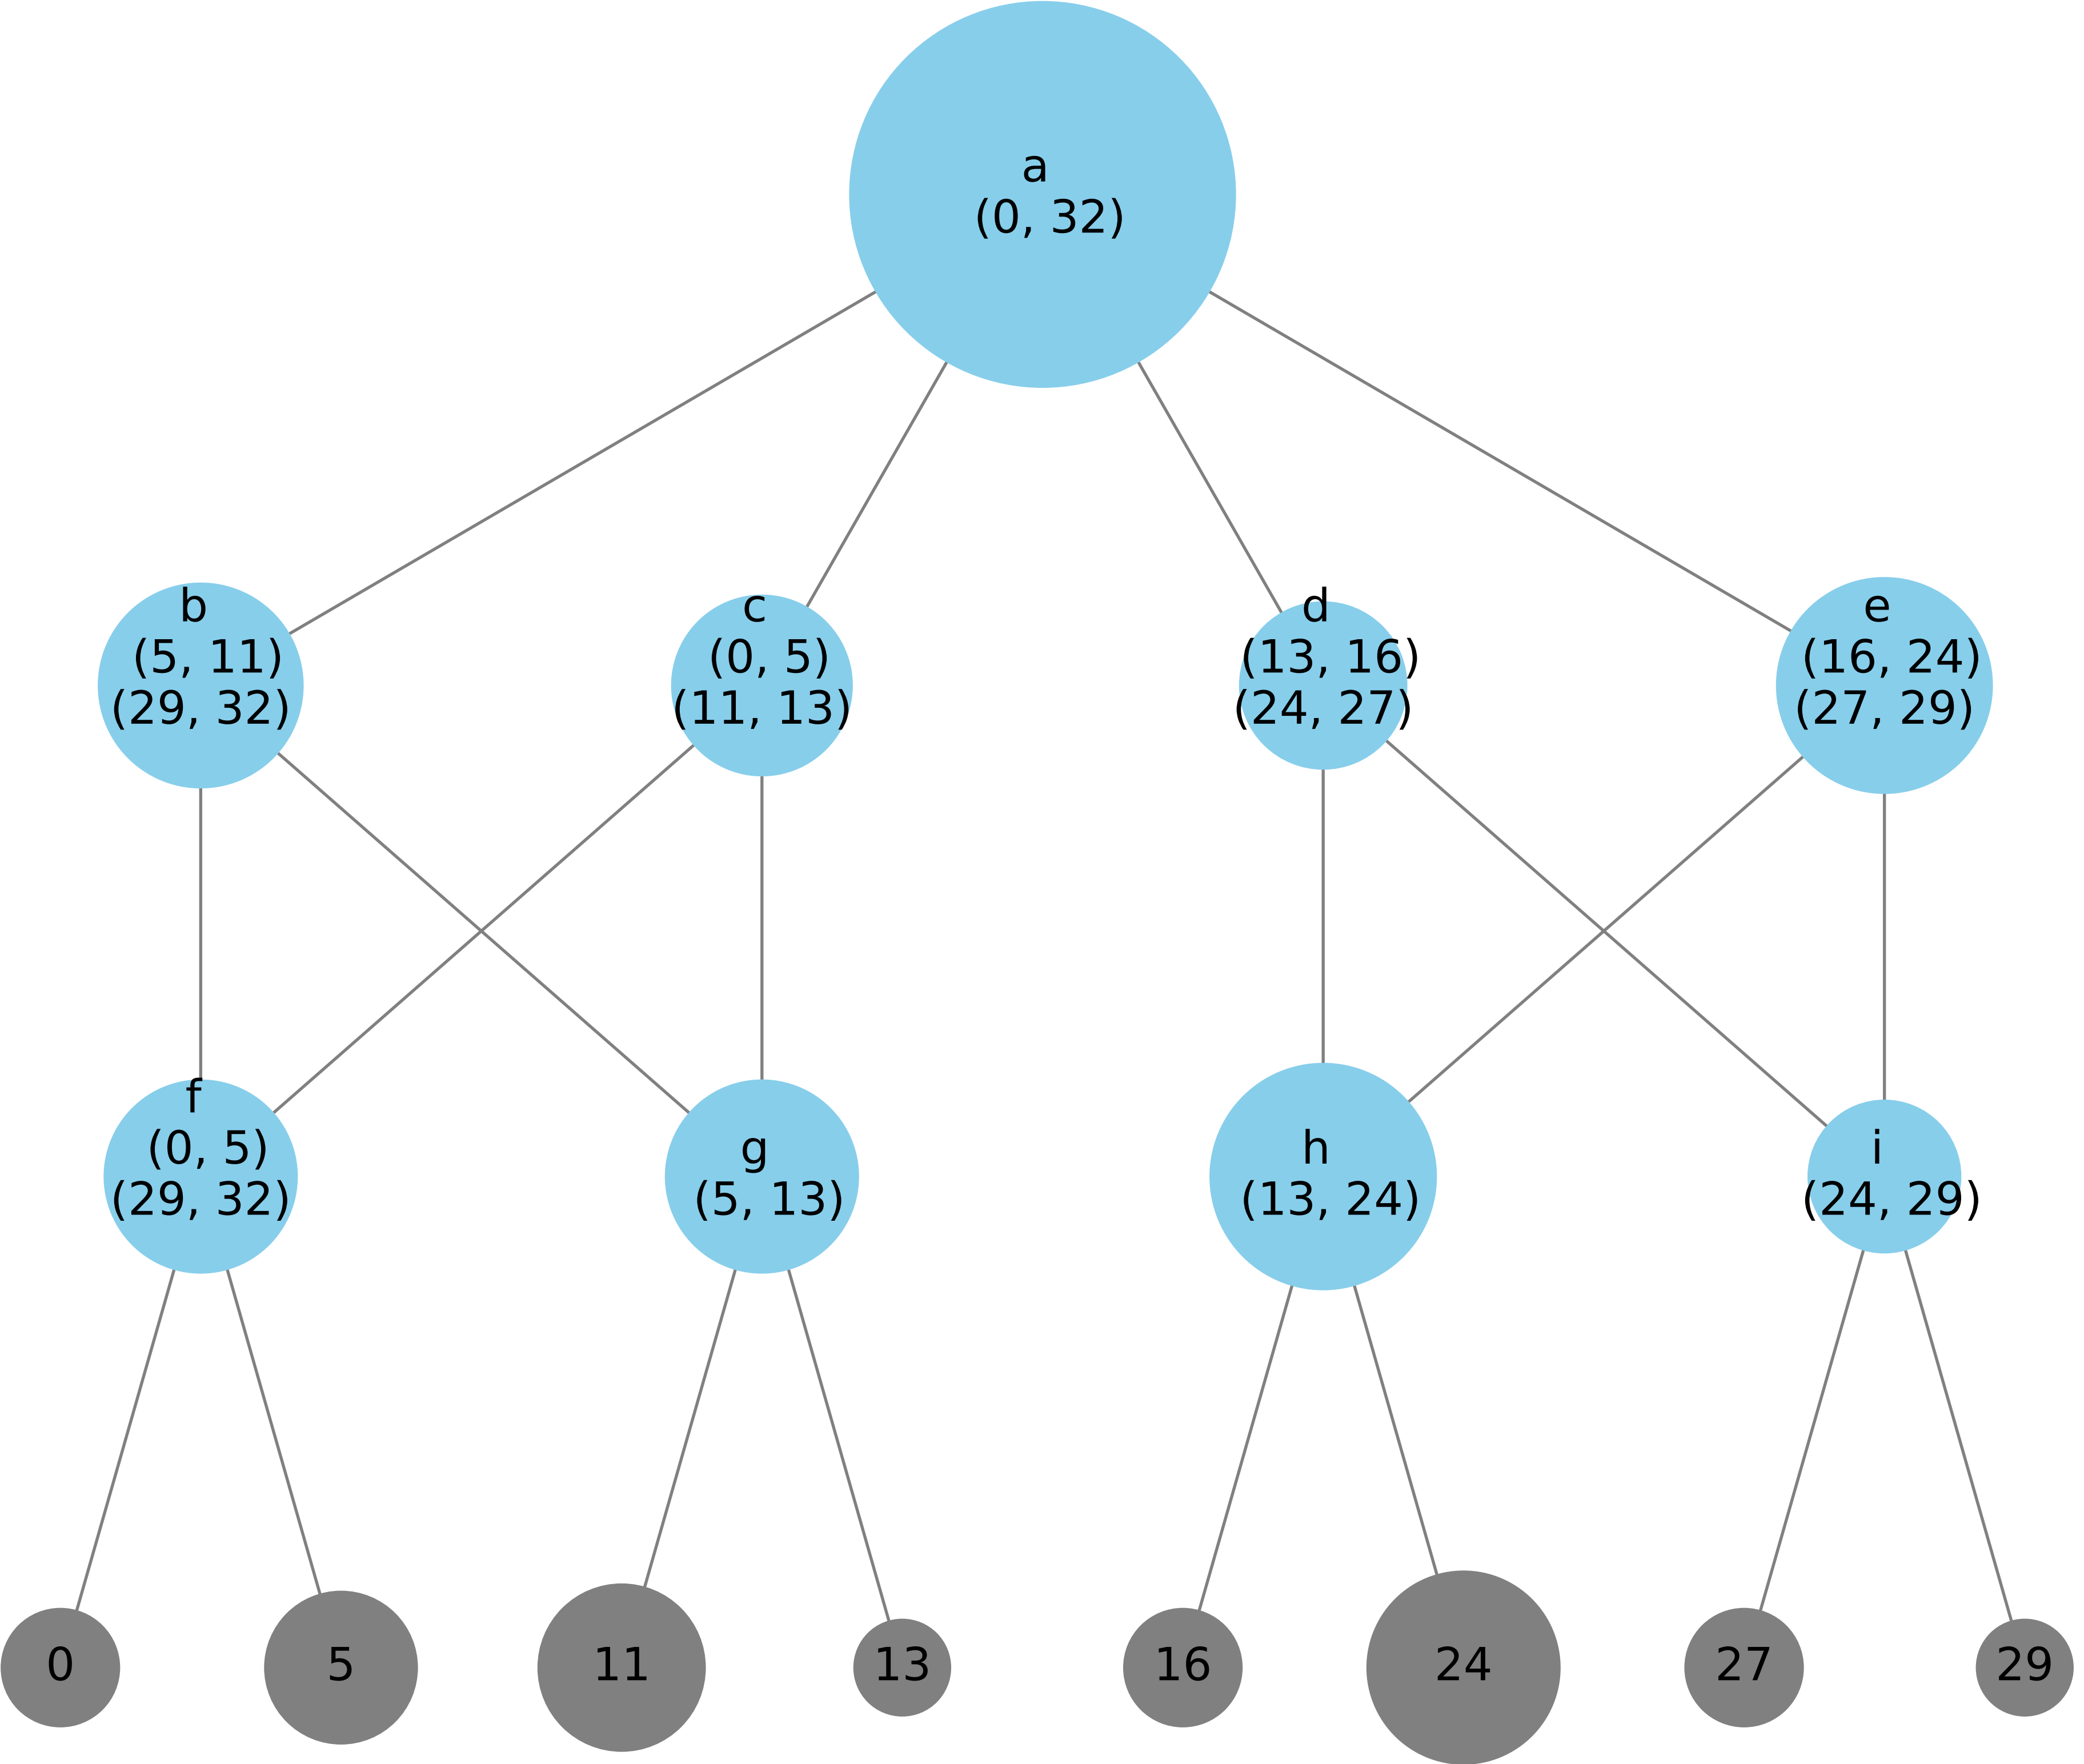 a
(0, 32)
b
(5, 11)
(29, 32)
c
(0, 5)
(11, 13)
d
(13, 16)
(24, 27)
e
(16, 24)
(27, 29)
f
(0, 5)
(29, 32)
g
(5, 13)
h
(13, 24)
i
(24, 29)
0
5
11
13
16
24
27
29